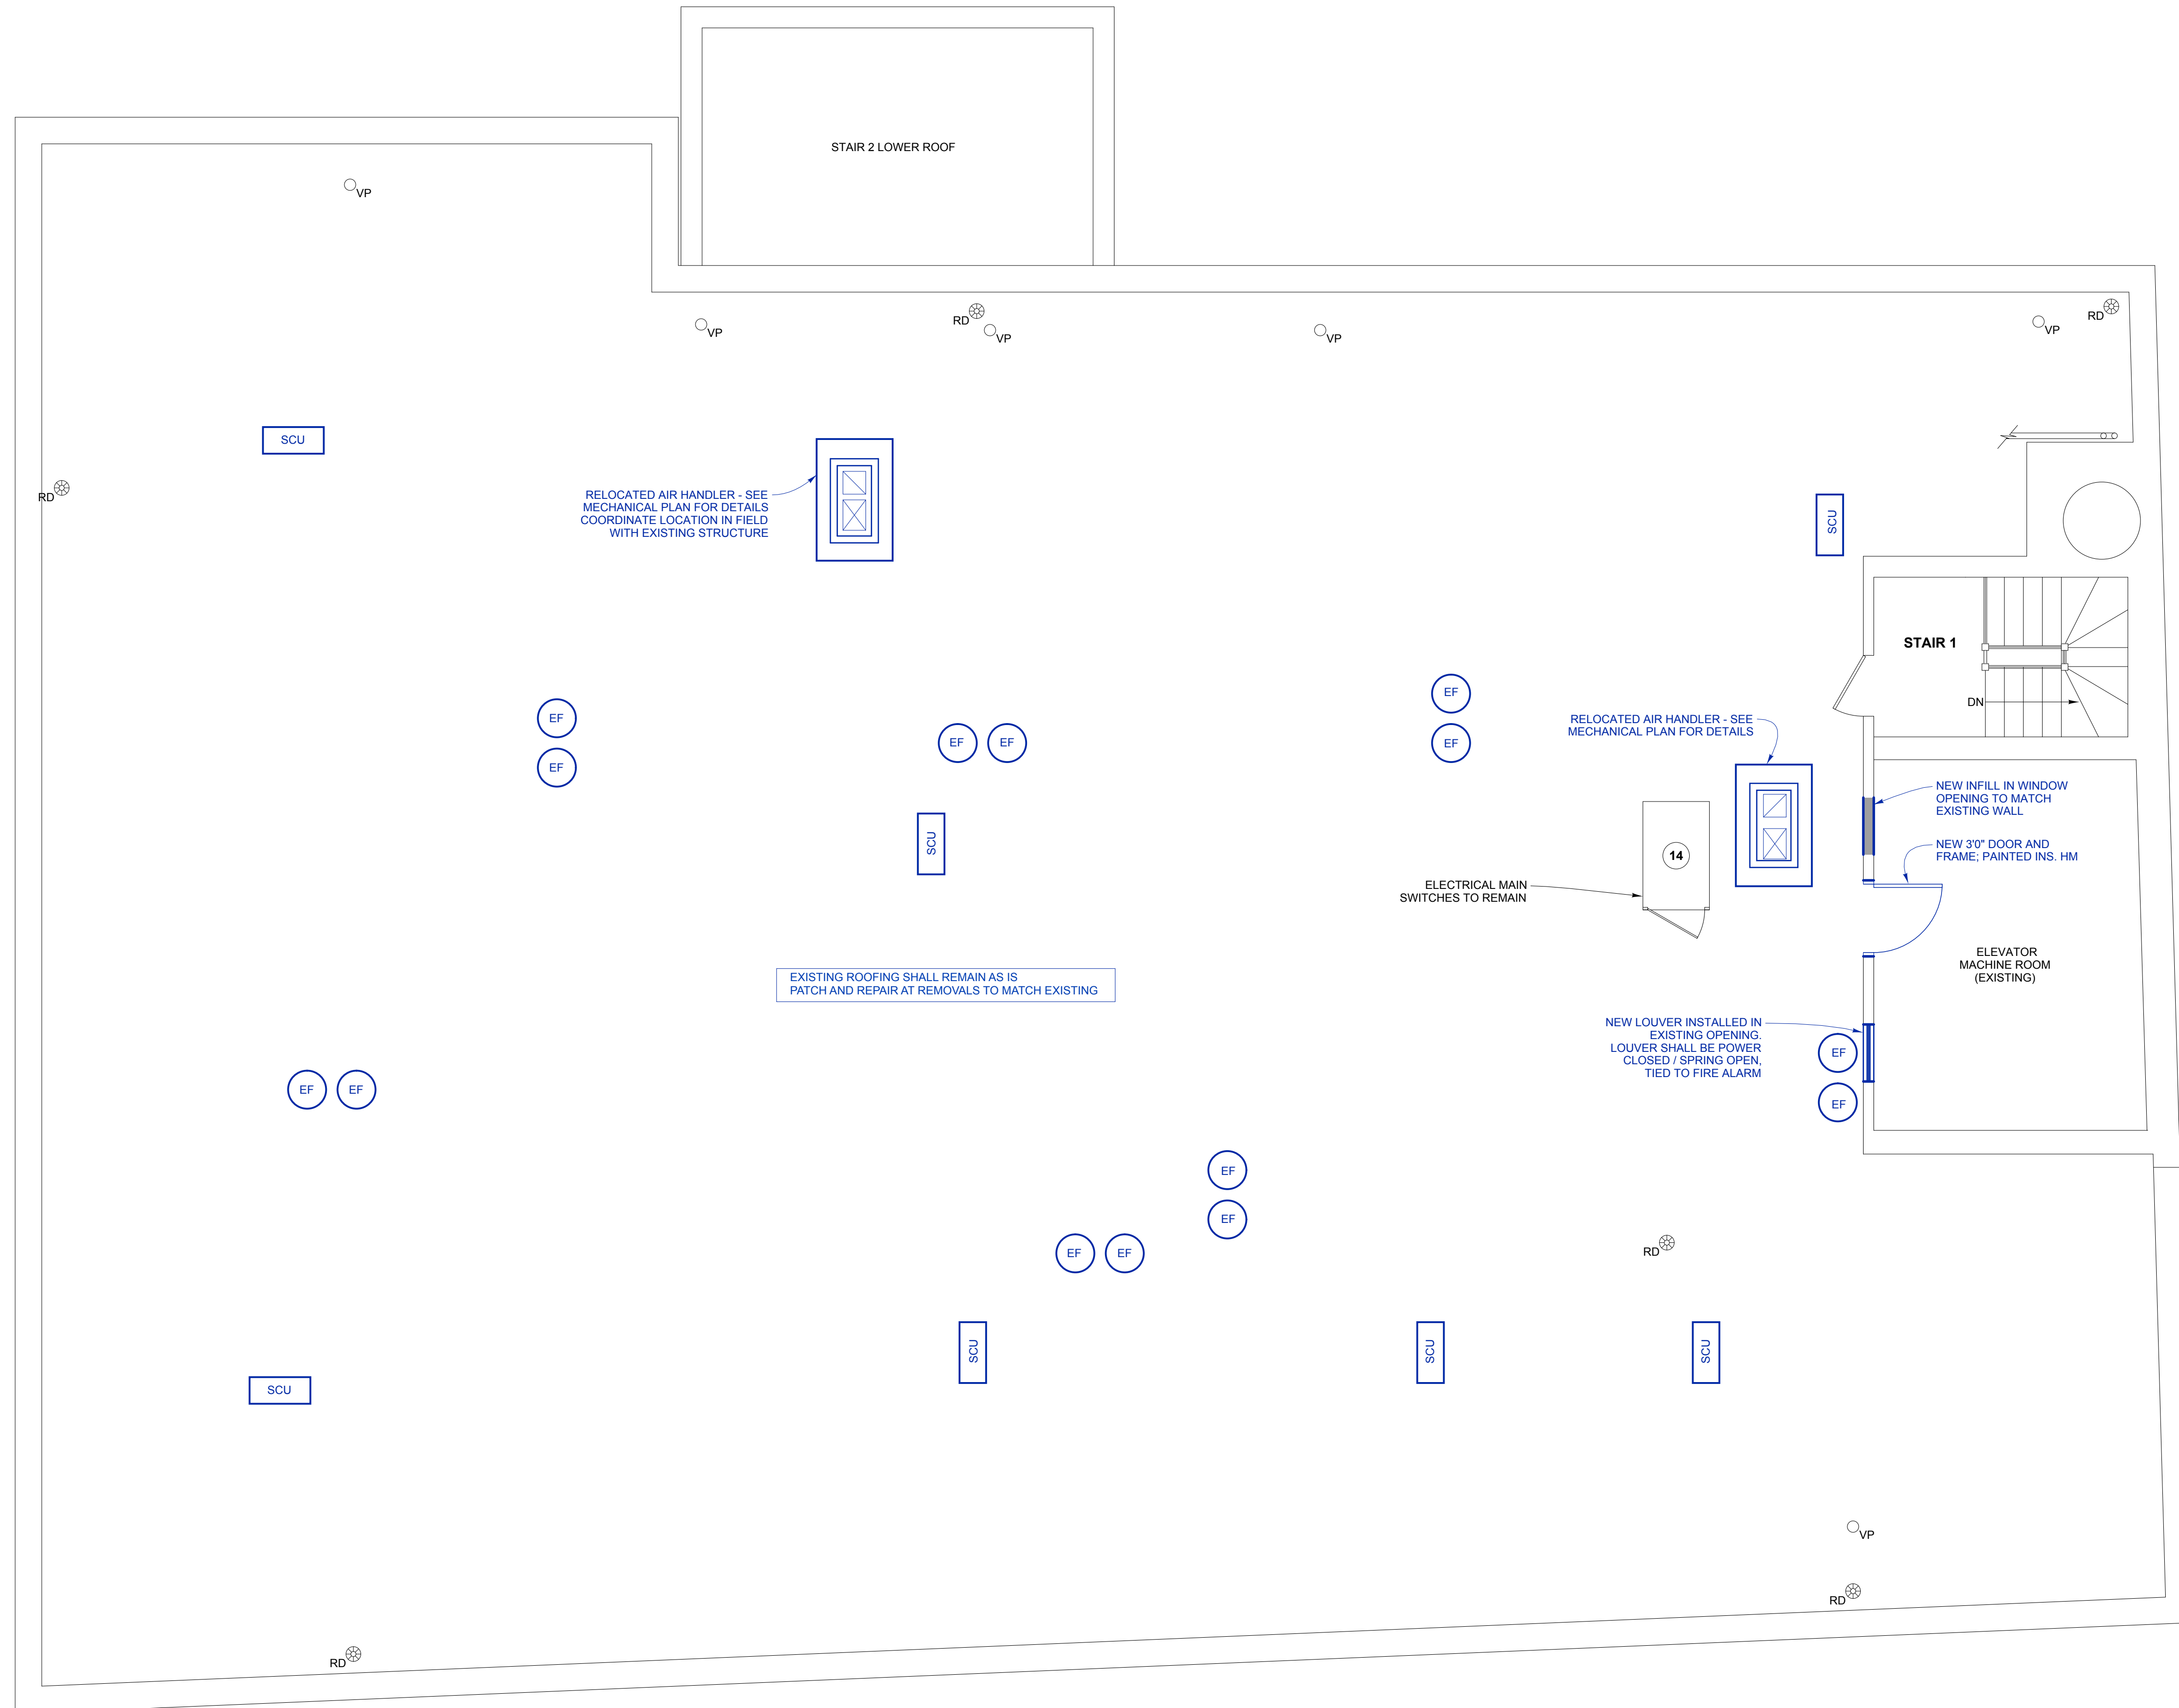 STAIR 2 LOWER ROOF
VP
VP
RD
VP
VP
VP
RD
SCU
RD
RELOCATED AIR HANDLER - SEE
MECHANICAL PLAN FOR DETAILS
COORDINATE LOCATION IN FIELD
WITH EXISTING STRUCTURE
SCU
STAIR 1
DN
EF
EF
EF
EF
EF
EF
RELOCATED AIR HANDLER - SEE
MECHANICAL PLAN FOR DETAILS
NEW INFILL IN WINDOW
OPENING TO MATCH
EXISTING WALL
SCU
14
NEW 3'0" DOOR AND
FRAME; PAINTED INS. HM
ELECTRICAL MAIN
SWITCHES TO REMAIN
ELEVATOR
MACHINE ROOM
(EXISTING)
EXISTING ROOFING SHALL REMAIN AS IS
PATCH AND REPAIR AT REMOVALS TO MATCH EXISTING
NEW LOUVER INSTALLED IN
EXISTING OPENING.
LOUVER SHALL BE POWER
CLOSED / SPRING OPEN,
TIED TO FIRE ALARM
EF
EF
EF
EF
EF
EF
EF
EF
RD
SCU
SCU
SCU
SCU
VP
RD
RD